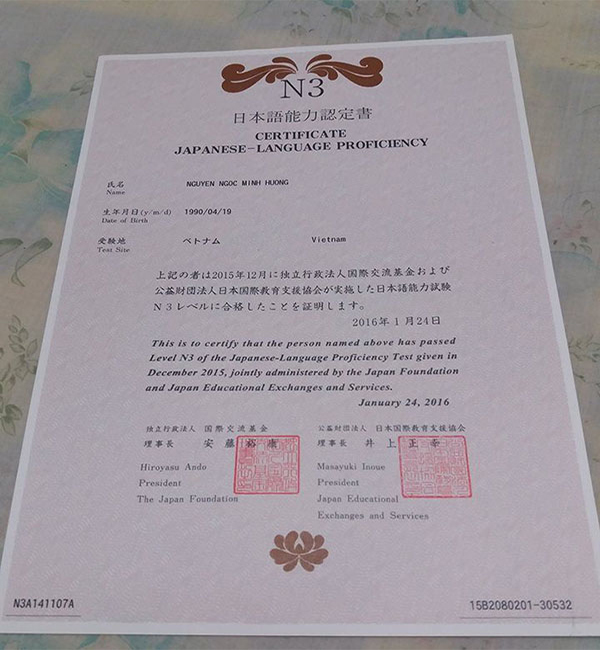 N3
日本語能力認定書
CERTIFICATE
JAPANESE-LANGUAGE PROFICIENCY
氏名 NGUYEN NGOC MINH HUONG
Name
生年月日(y/m/d) 1990/04/19
Date of Birth
受験地 ベトナム Vietnam
Test Site
上記の者は2015年12月に独立行政法人国際交流基金および
公益財団法人日本国際教育支援協会が実施した日本語能力試験
N3レベルに合格したことを証明します。
2016年1月24日
This is to certify that the person named above has passed
Level N3 of the Japanese-Language Proficiency Test given in
December 2015, jointly administered by the Japan Foundation
and Japan Educational Exchanges and Services.
January 24, 2016
独立行政法人 国際交流基金
理事長 安藤裕康
Hiroyasu Ando
President
The Japan Foundation
公益財団法人 日本国際教育支援協会
理事長 井上正幸
Masayuki Inoue
President
Japan Educational
Exchanges and Services
N3A141107A
15B2080201-30532